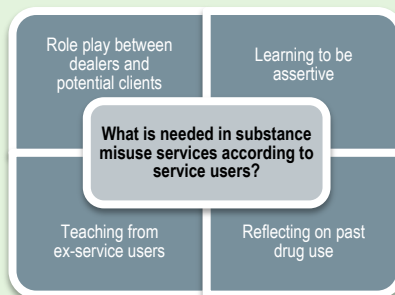 Role play between
dealers and
potential clients
Learning to be
assertive
What is needed in substance
misuse services according to
service users?
Teaching from
ex-service users
Reflecting on past
drug use